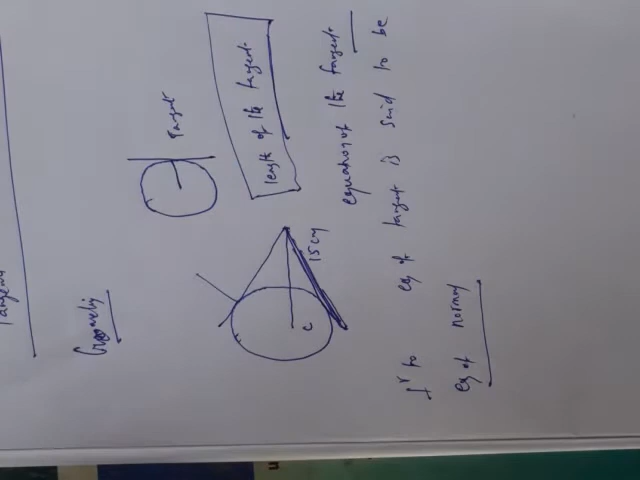 Tangents
Geometry
Tangent
length of the tangent
15 cm
C
equation of the tangent
eq of tangent is said to be
to
eq of normal